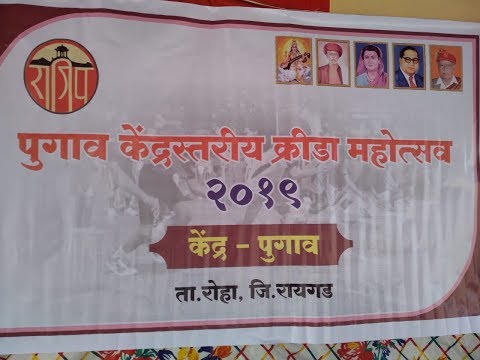 राजिप
पुगाव केंद्रस्तरीय क्रीडा महोत्सव
२०१९
केंद्र - पुगाव
ता.रोहा, जि.रायगड